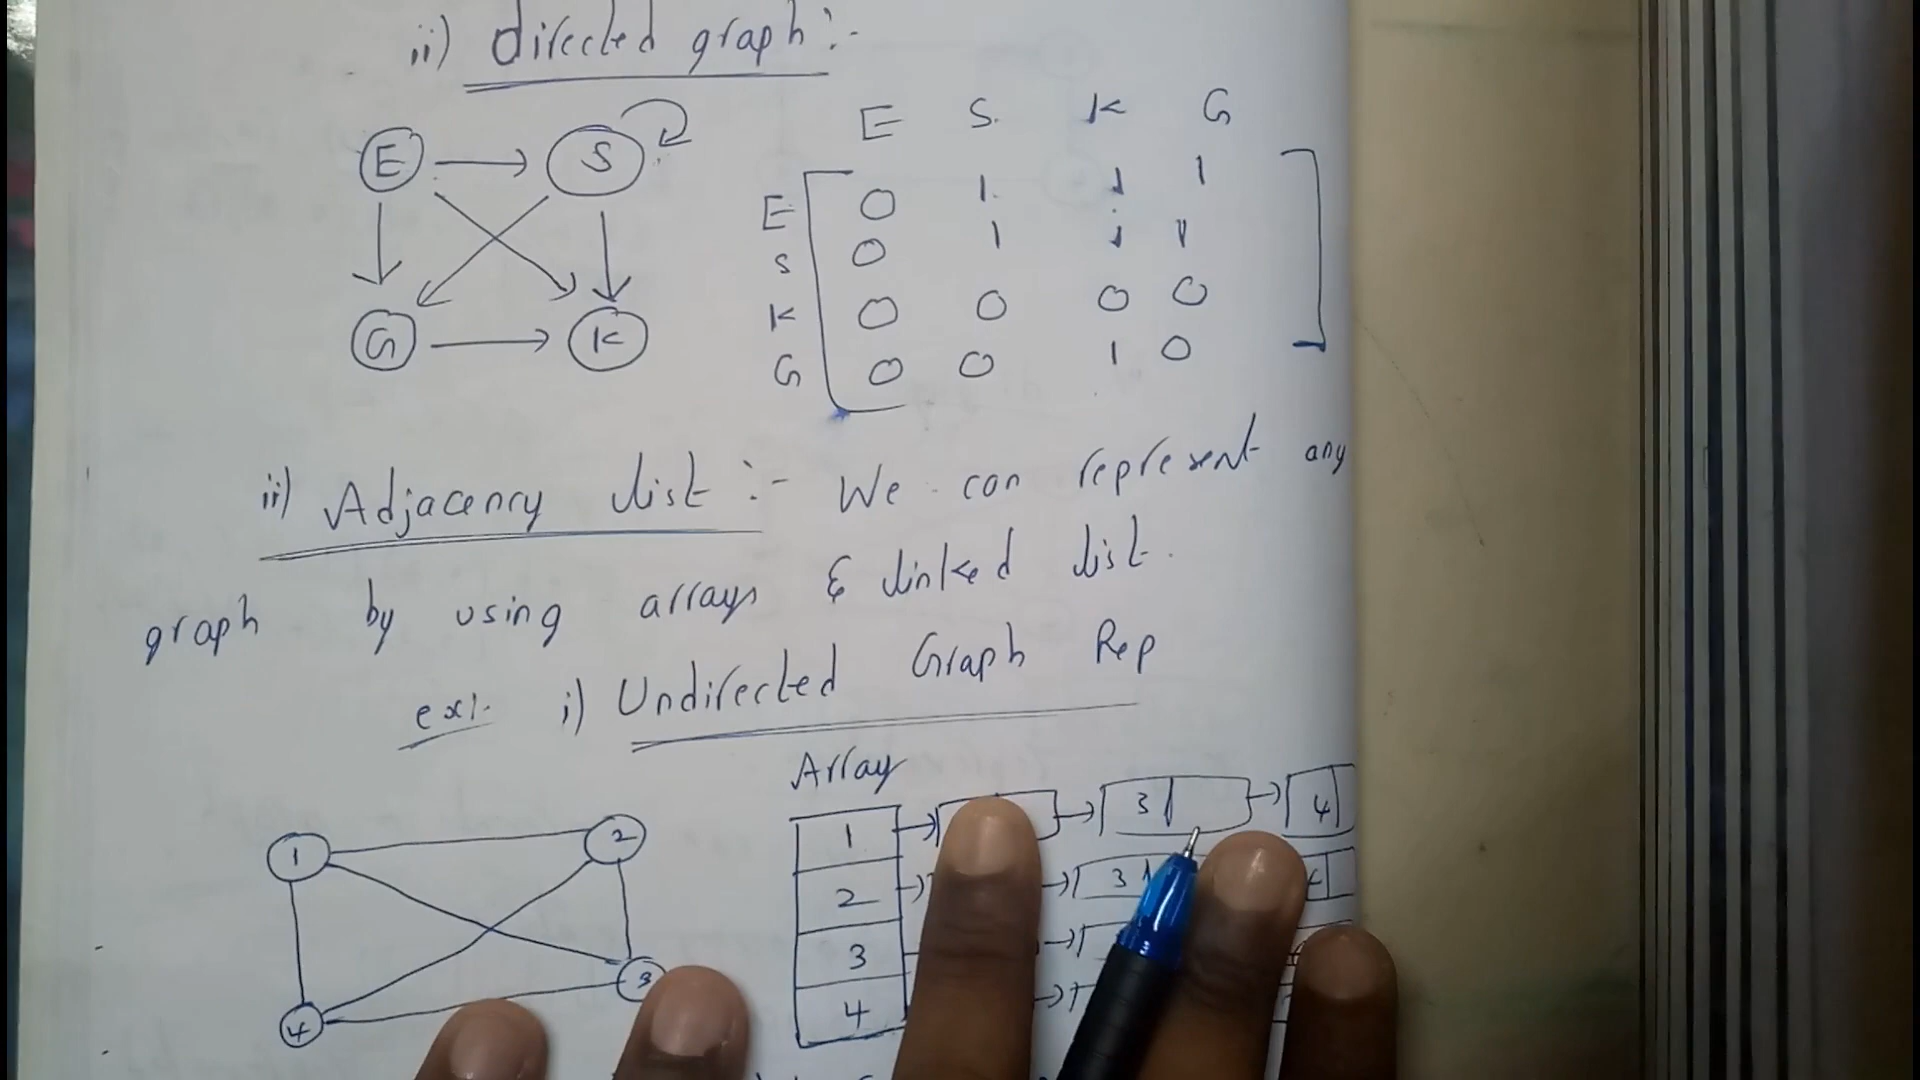 ii) directed graph:-
E S
G K
E S. K G
E 0 1 1 1
S 0 1 1 1
K 0 0 0 0
G 0 0 1 0
ii) Adjacency list :- We can represent any
graph by using arrays & linked list.
ex:- i) Undirected Graph Rep
Array
1 2
4 3
1 3 4
2 3
3
4